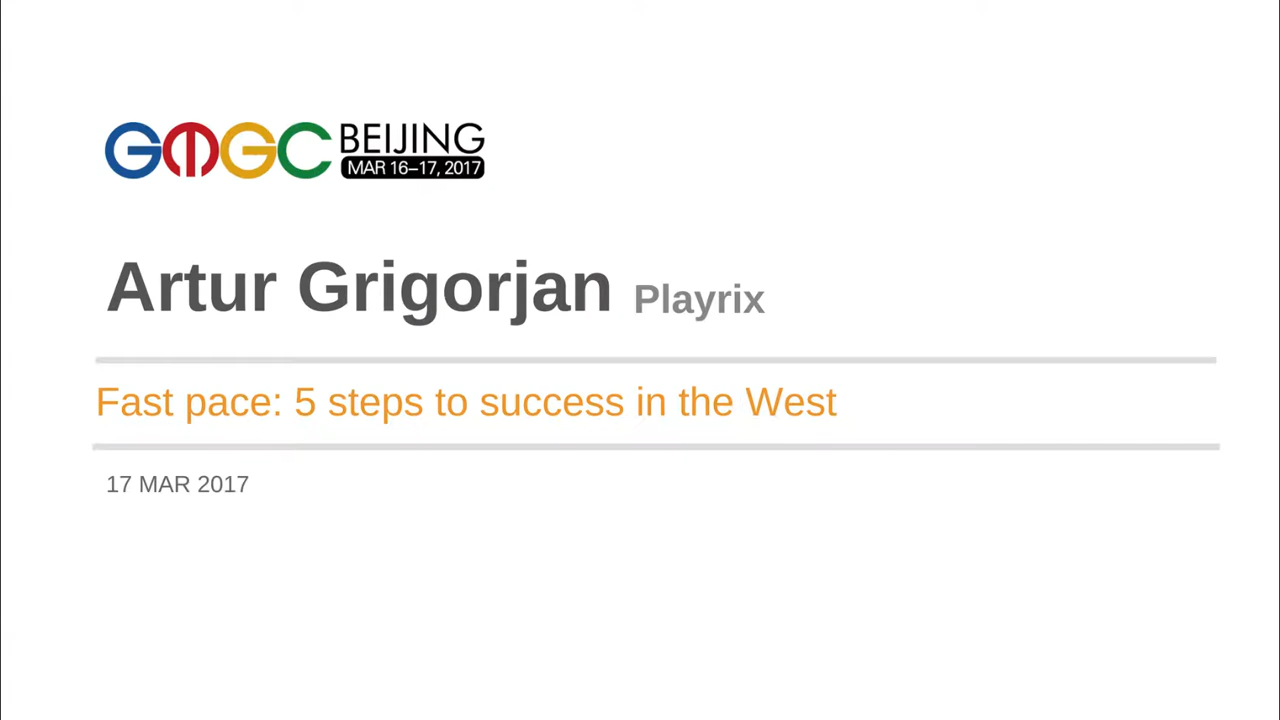 GMGC BEIJING
MAR 16–17, 2017
Artur Grigorjan Playrix
Fast pace: 5 steps to success in the West
17 MAR 2017